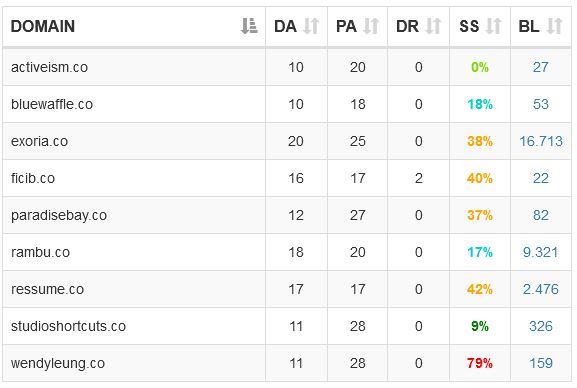 DOMAIN DA PA DR SS BL
activeism.co 10 20 0 0% 27
bluewaffle.co 10 18 0 18% 53
exoria.co 20 25 0 38% 16.713
ficib.co 16 17 2 40% 22
paradisebay.co 12 27 0 37% 82
rambu.co 18 20 0 17% 9.321
ressume.co 17 17 0 42% 2.476
studioshortcuts.co 11 28 0 9% 326
wendyleung.co 11 28 0 79% 159